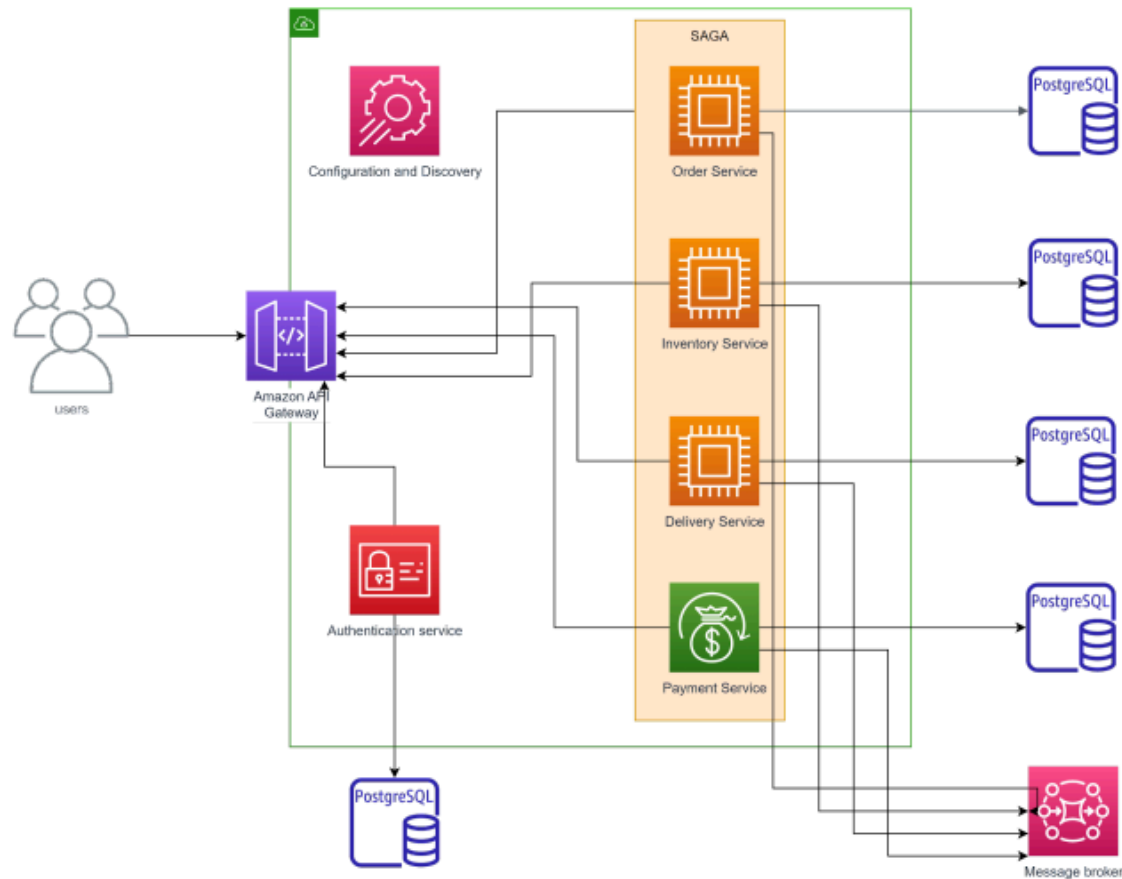 SAGA
PostgreSQL
Order Service
Configuration and Discovery
PostgreSQL
Inventory Service
users
Amazon API
Gateway
PostgreSQL
Delivery Service
Authentication service
PostgreSQL
Payment Service
PostgreSQL
Message broker